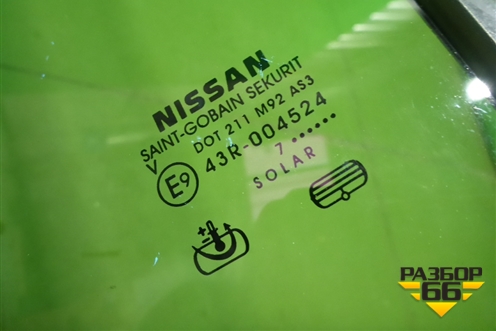 NISSAN
SAINT-GOBAIN SEKURIT
DOT 211 M92 AS3
V
E9 43R-004524
7......
SOLAR
РАЗБОР
66